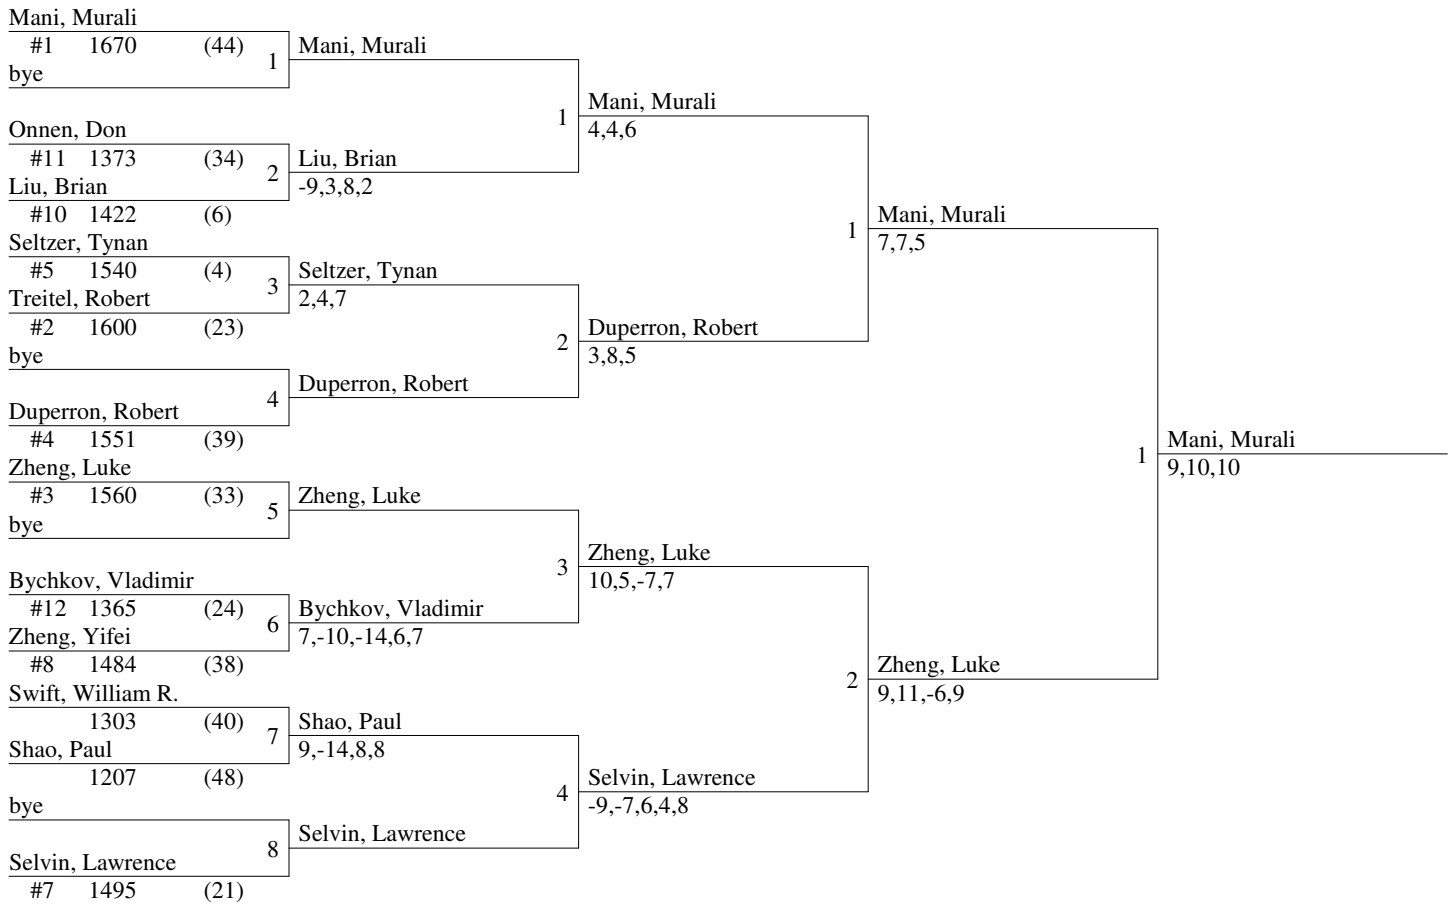 Mani, Murali
#1 1670 (44)
bye
1
Onnen, Don
#11 1373 (34)
Liu, Brian
#10 1422 (6)
2
Seltzer, Tynan
#5 1540 (4)
Treitel, Robert
#2 1600 (23)
3
bye
Duperron, Robert
#4 1551 (39)
4
Zheng, Luke
#3 1560 (33)
bye
5
Bychkov, Vladimir
#12 1365 (24)
Zheng, Yifei
#8 1484 (38)
6
Swift, William R.
1303 (40)
Shao, Paul
1207 (48)
7
bye
Selvin, Lawrence
#7 1495 (21)
8
Mani, Murali
Liu, Brian
-9,3,8,2
1
Seltzer, Tynan
2,4,7
Duperron, Robert
2
Zheng, Luke
Bychkov, Vladimir
7,-10,-14,6,7
3
Shao, Paul
9,-14,8,8
Selvin, Lawrence
4
Mani, Murali
4,4,6
Duperron, Robert
3,8,5
1
Zheng, Luke
10,5,-7,7
Selvin, Lawrence
-9,-7,6,4,8
2
Mani, Murali
7,7,5
Zheng, Luke
9,11,-6,9
1
Mani, Murali
9,10,10